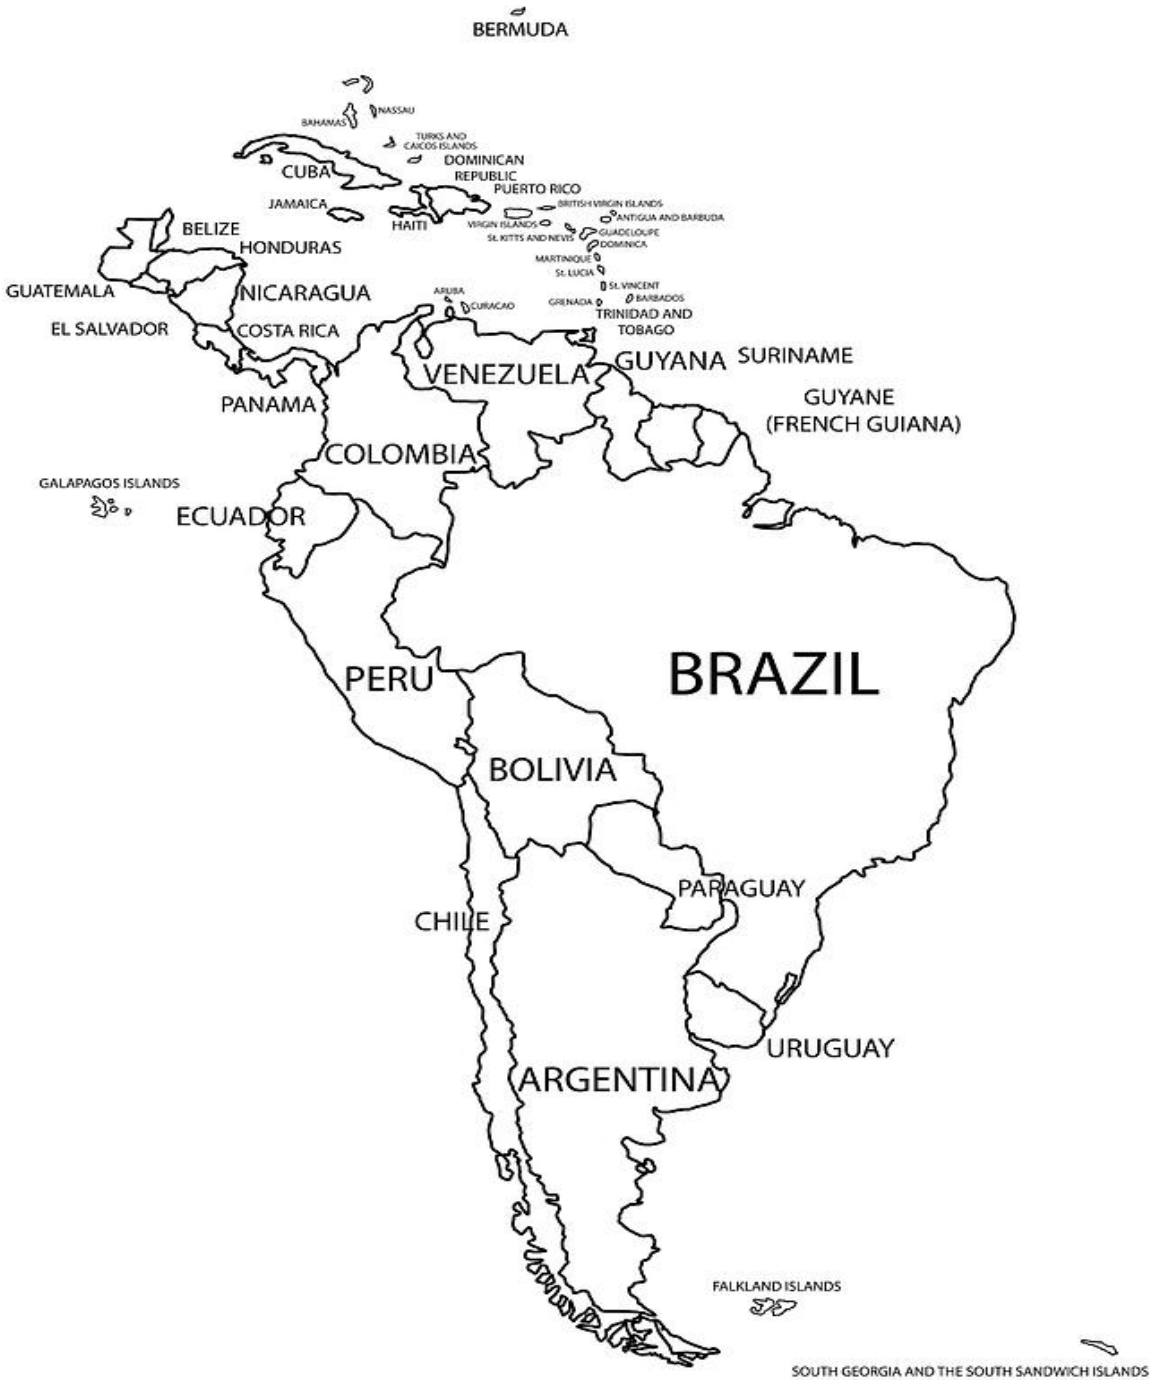 BERMUDA
NASSAU
BAHAMAS
TURKS AND
CAICOS ISLANDS
DOMINICAN
REPUBLIC
CUBA
PUERTO RICO
JAMAICA
BRITISH VIRGIN ISLANDS
ANTIGUA AND BARBUDA
HAITI
VIRGIN ISLANDS
BELIZE
GUADELOUPE
St. KITTS AND NEVIS
DOMINICA
HONDURAS
MARTINIQUE
St. LUCIA
St. VINCENT
GUATEMALA
NICARAGUA
ARUBA
BARBADOS
GRENADA
CURACAO
TRINIDAD AND
TOBAGO
EL SALVADOR
COSTA RICA
GUYANA
SURINAME
VENEZUELA
GUYANE
(FRENCH GUIANA)
PANAMA
COLOMBIA
GALAPAGOS ISLANDS
ECUADOR
BRAZIL
PERU
BOLIVIA
PARAGUAY
CHILE
URUGUAY
ARGENTINA
FALKLAND ISLANDS
SOUTH GEORGIA AND THE SOUTH SANDWICH ISLANDS